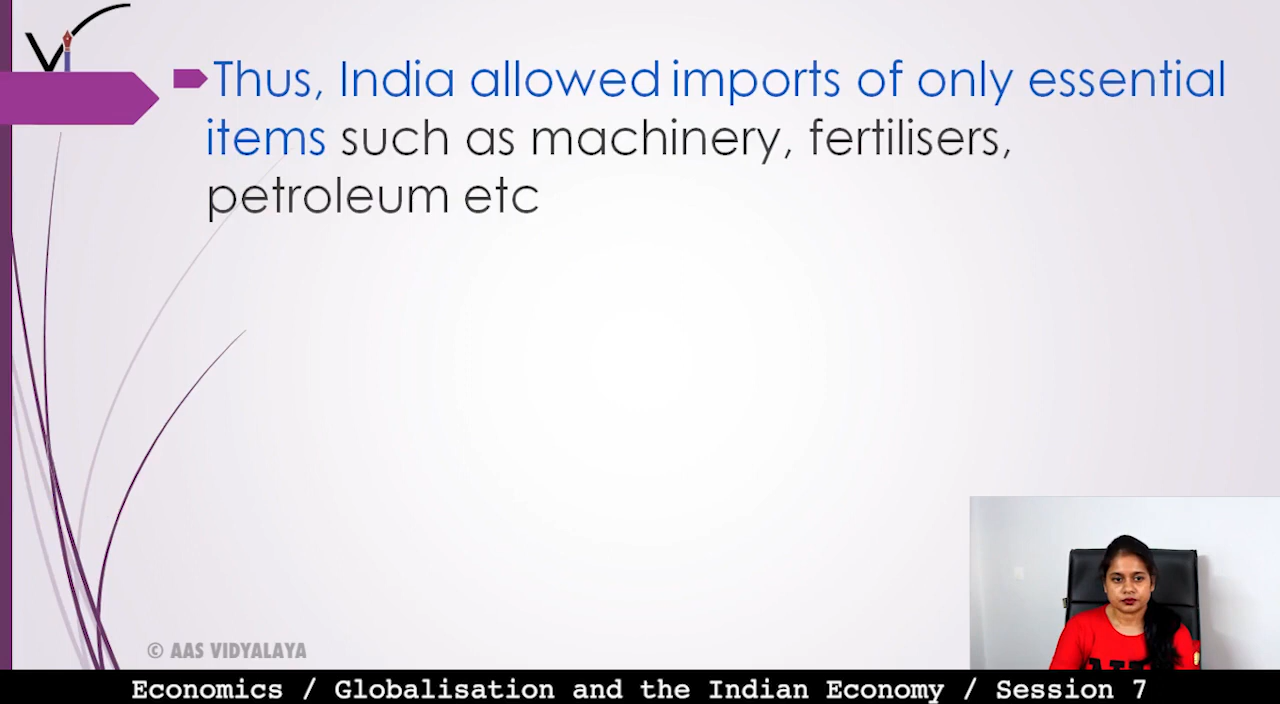 Thus, India allowed imports of only essential
items such as machinery, fertilisers,
petroleum etc
© AAS VIDYALAYA
Economics / Globalisation and the Indian Economy / Session 7